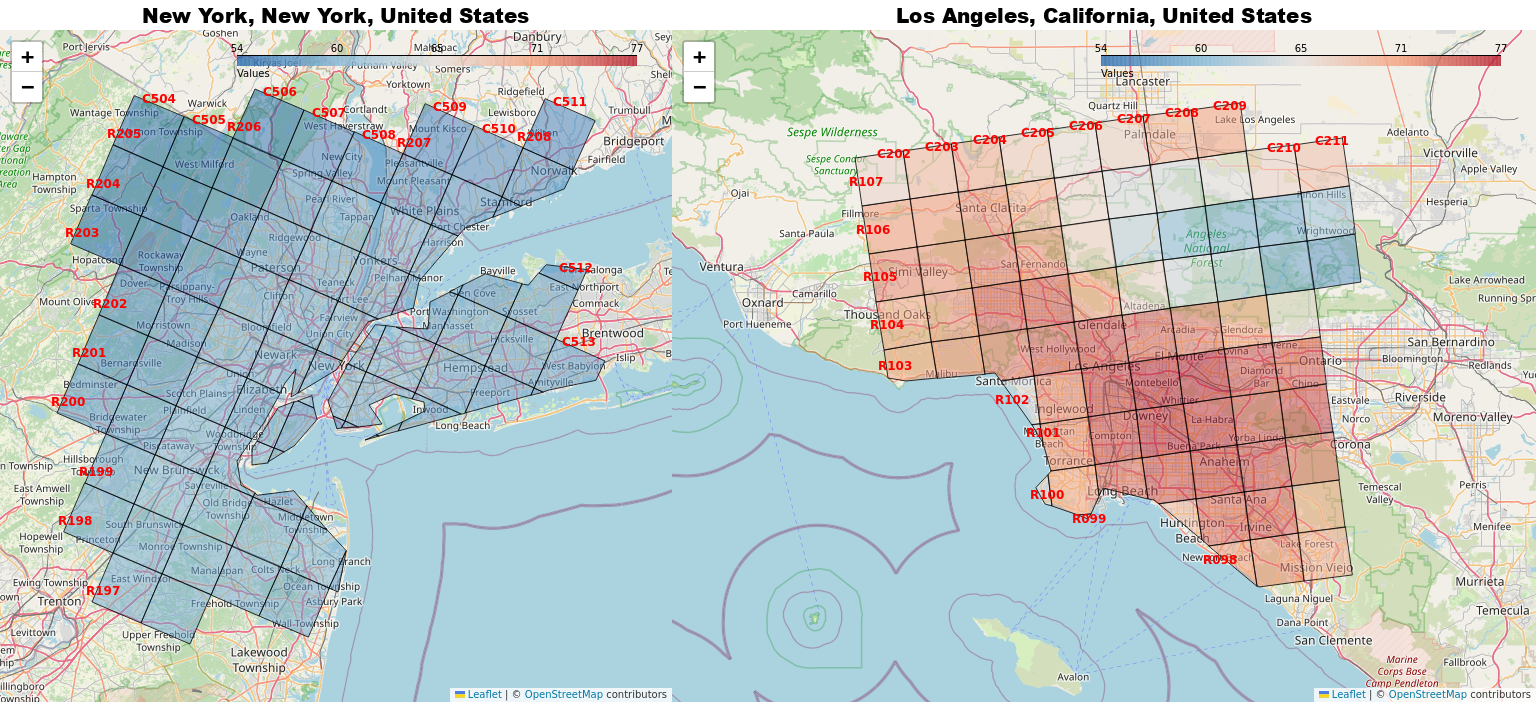 New York, New York, United States
Los Angeles, California, United States
+
−
54
60
65
71
77
Values
Port Jervis
Goshen
Danbury
Kiryas Joel
Putnam Valley
Somers
Yorktown
Ridgefield
Lewisboro
Trumbull
Bridgeport
Fairfield
Wantage Township
Warwick
Cortlandt
West Haverstraw
Mount Kisco
Norwalk
C504
C505
C506
C507
C508
C509
C510
C511
C512
C513
R205
R206
R207
R208
R204
R203
R202
R201
R200
R199
R198
R197
West Milford
New City
Spring Valley
Pearl River
Pleasantville
Mount Pleasant
White Plains
Stamford
Port Chester
Harrison
Hampton
Township
Sparta Township
Hopatcong
Oakland
Ridgewood
Tappan
Wayne
Paterson
Yonkers
Pelham Manor
Bayville
Rockaway
Township
Dover
Parsippany-
Troy Hills
Clifton
Teaneck
Fort Lee
Fairview
Union City
Glen Cove
Port Washington
Manhasset
Syosset
East Northport
Commack
Brentwood
Hicksville
Islip
West Babylon
Amityville
Hempstead
Freeport
Inwood
Long Beach
Morristown
Madison
Bloomfield
Newark
New York
Union
Elizabeth
Bernardsville
Bedminster
Scotch Plains
Plainfield
Linden
Bridgewater
Township
Piscataway
Woodbridge
Township
Hillsborough
New Brunswick
Sayreville
East Amwell
Township
Old Bridge
Township
Hazlet
Middletown
Township
Hopewell
Township
Princeton
South Brunswick
Monroe Township
Manalapan
Colts Neck
Long Branch
Ocean Township
Asbury Park
Wall Township
East Windsor
Freehold Township
Ewing Township
Trenton
Levittown
Upper Freehold
Township
Lakewood
Township
Leaflet | © OpenStreetMap contributors
+
−
54
60
65
71
77
Values
Lancaster
Quartz Hill
Palmdale
Lake Los Angeles
Adelanto
Victorville
Apple Valley
Hesperia
Wrightwood
Lake Arrowhead
Sespe Wilderness
Ojai
Fillmore
Santa Paula
Ventura
Oxnard
Camarillo
Port Hueneme
Simi Valley
Thousand Oaks
Santa Clarita
San Fernando
Angeles
National
Forest
C202
C203
C204
C205
C206
C207
C208
C209
C210
C211
R107
R106
R105
R104
R103
R102
R101
R100
R099
R098
Altadena
Glendale
Arcadia
Glendora
La Verne
Covina
West Hollywood
Los Angeles
El Monte
Malibu
Santa Monica
Montebello
Diamond
Bar
Chino
Ontario
Whittier
Inglewood
Downey
La Habra
Compton
Buena Park
Yorba Linda
Beach
Torrance
Anaheim
Long Beach
Santa Ana
Huntington
Beach
Irvine
Lake Forest
Mission Viejo
Laguna Niguel
Dana Point
San Clemente
San Bernardino
Bloomington
Redlands
Riverside
Eastvale
Norco
Moreno Valley
Corona
Temescal
Valley
Perris
Menifee
Murrieta
Temecula
Fallbrook
Marine
Corps Base
Camp Pendleton
Avalon
Leaflet | © OpenStreetMap contributors